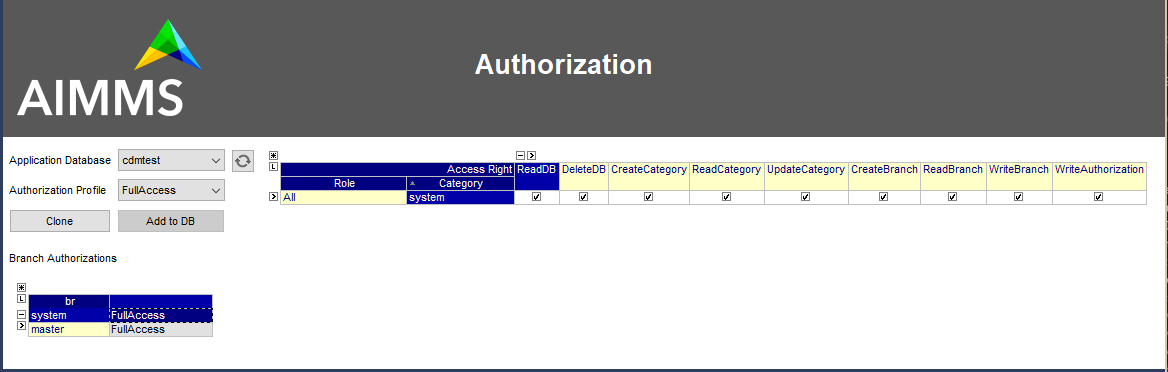 AIMMS
Authorization
Application Database cdmtest
Authorization Profile FullAccess
Clone Add to DB
Branch Authorizations
br
system FullAccess
master FullAccess
Access Right ReadDB DeleteDB CreateCategory ReadCategory UpdateCategory CreateBranch ReadBranch WriteBranch WriteAuthorization
Role Category
All system